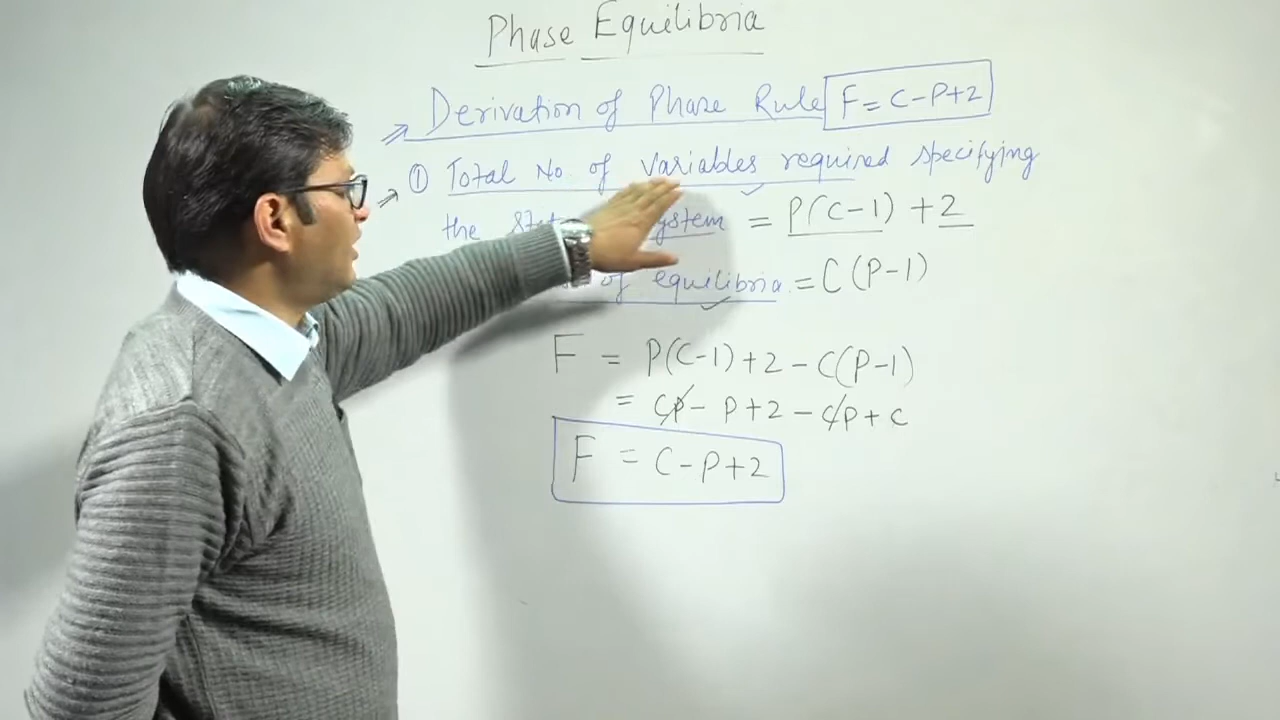 Phase Equilibria
⇒ Derivation of Phase Rule F = C-P+2
⇒ ① Total No. of variables required specifying
the system = P(C-1) +2
of equilibria = C(P-1)
F = P(C-1)+2-C(P-1)
= CP - P+2 - CP + C
F = C-P+2